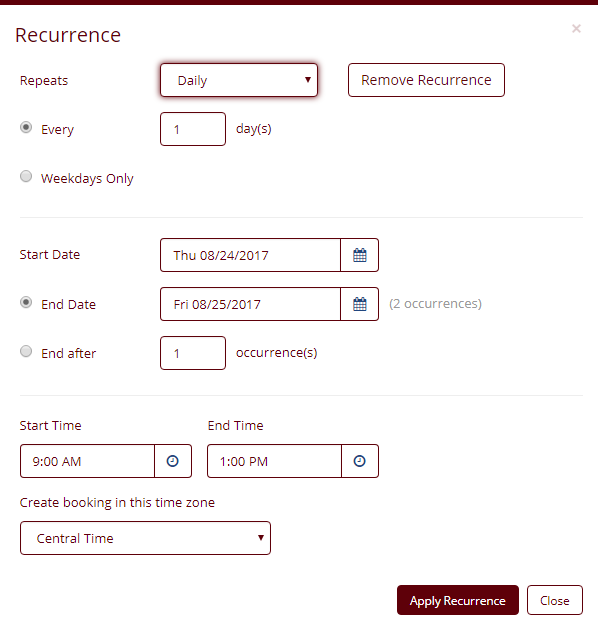 Recurrence ×
Repeats Daily Remove Recurrence
Every 1 day(s)
Weekdays Only
Start Date Thu 08/24/2017
End Date Fri 08/25/2017 (2 occurrences)
End after 1 occurrence(s)
Start Time End Time
9:00 AM 1:00 PM
Create booking in this time zone
Central Time
Apply Recurrence Close